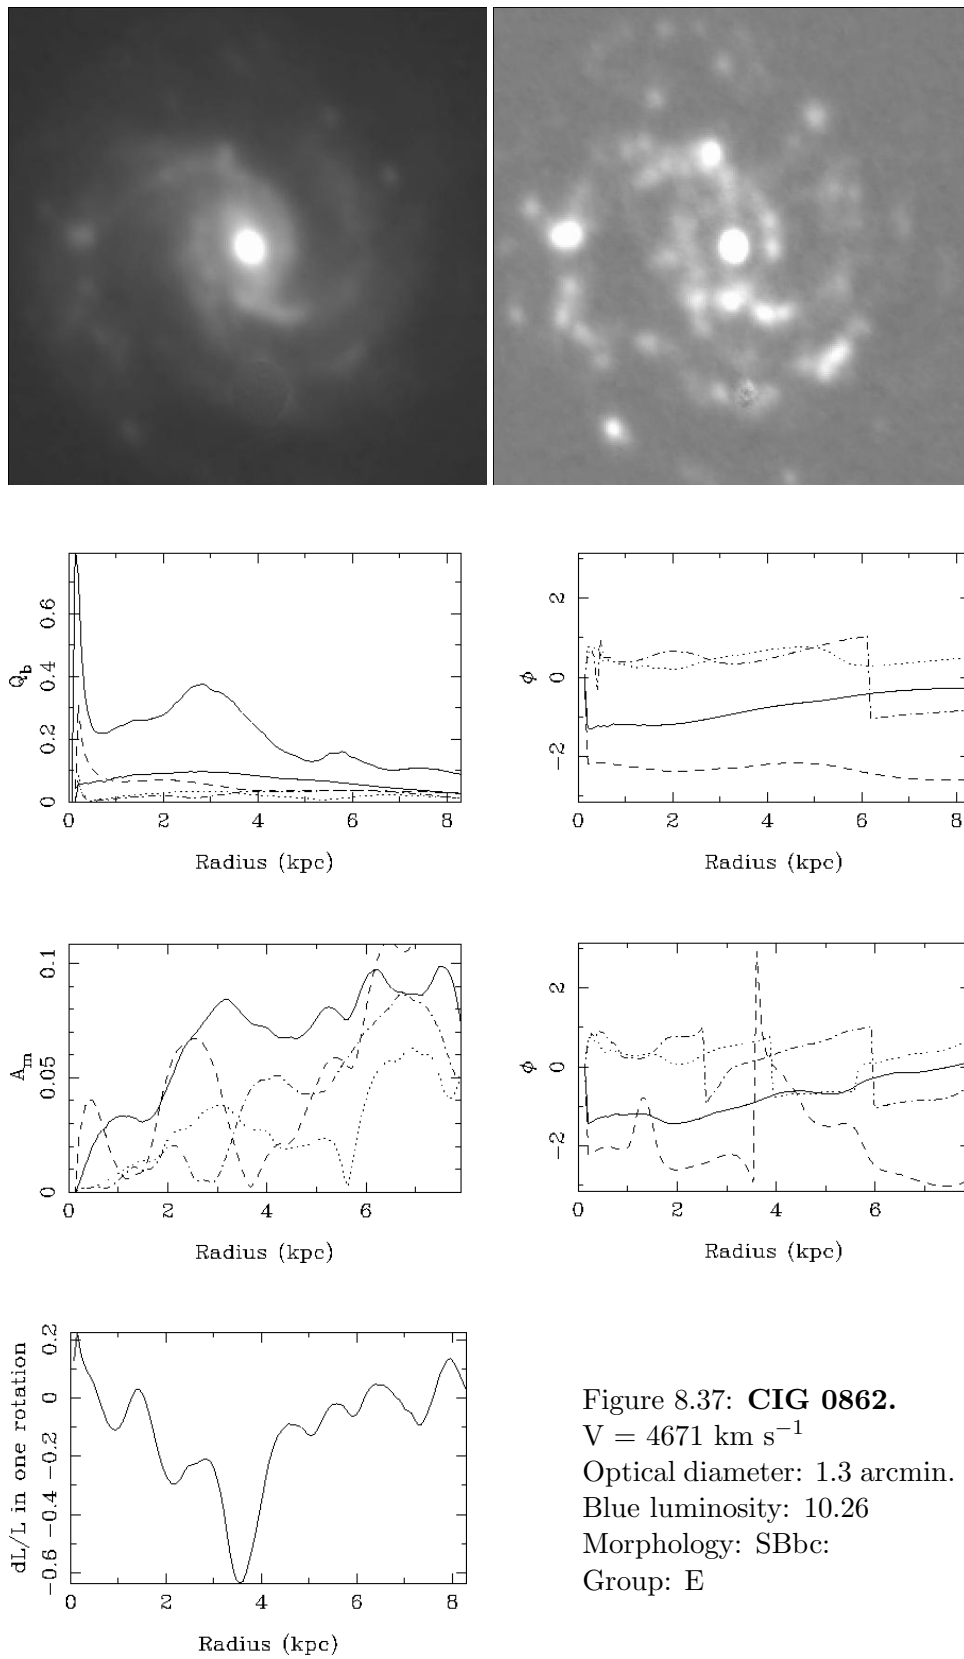 0 0.2 0.4 0.6
Q_b
0 2 4 6 8
Radius (kpc)
−2 0 2
ϕ
0 2 4 6 8
Radius (kpc)
0 0.05 0.1
A_m
0 2 4 6
Radius (kpc)
−2 0 2
ϕ
0 2 4 6
Radius (kpc)
−0.6 −0.4 −0.2 0 0.2
dL/L in one rotation
0 2 4 6 8
Radius (kpc)
Figure 8.37: CIG 0862.
V = 4671 km s⁻¹
Optical diameter: 1.3 arcmin.
Blue luminosity: 10.26
Morphology: SBbc:
Group: E